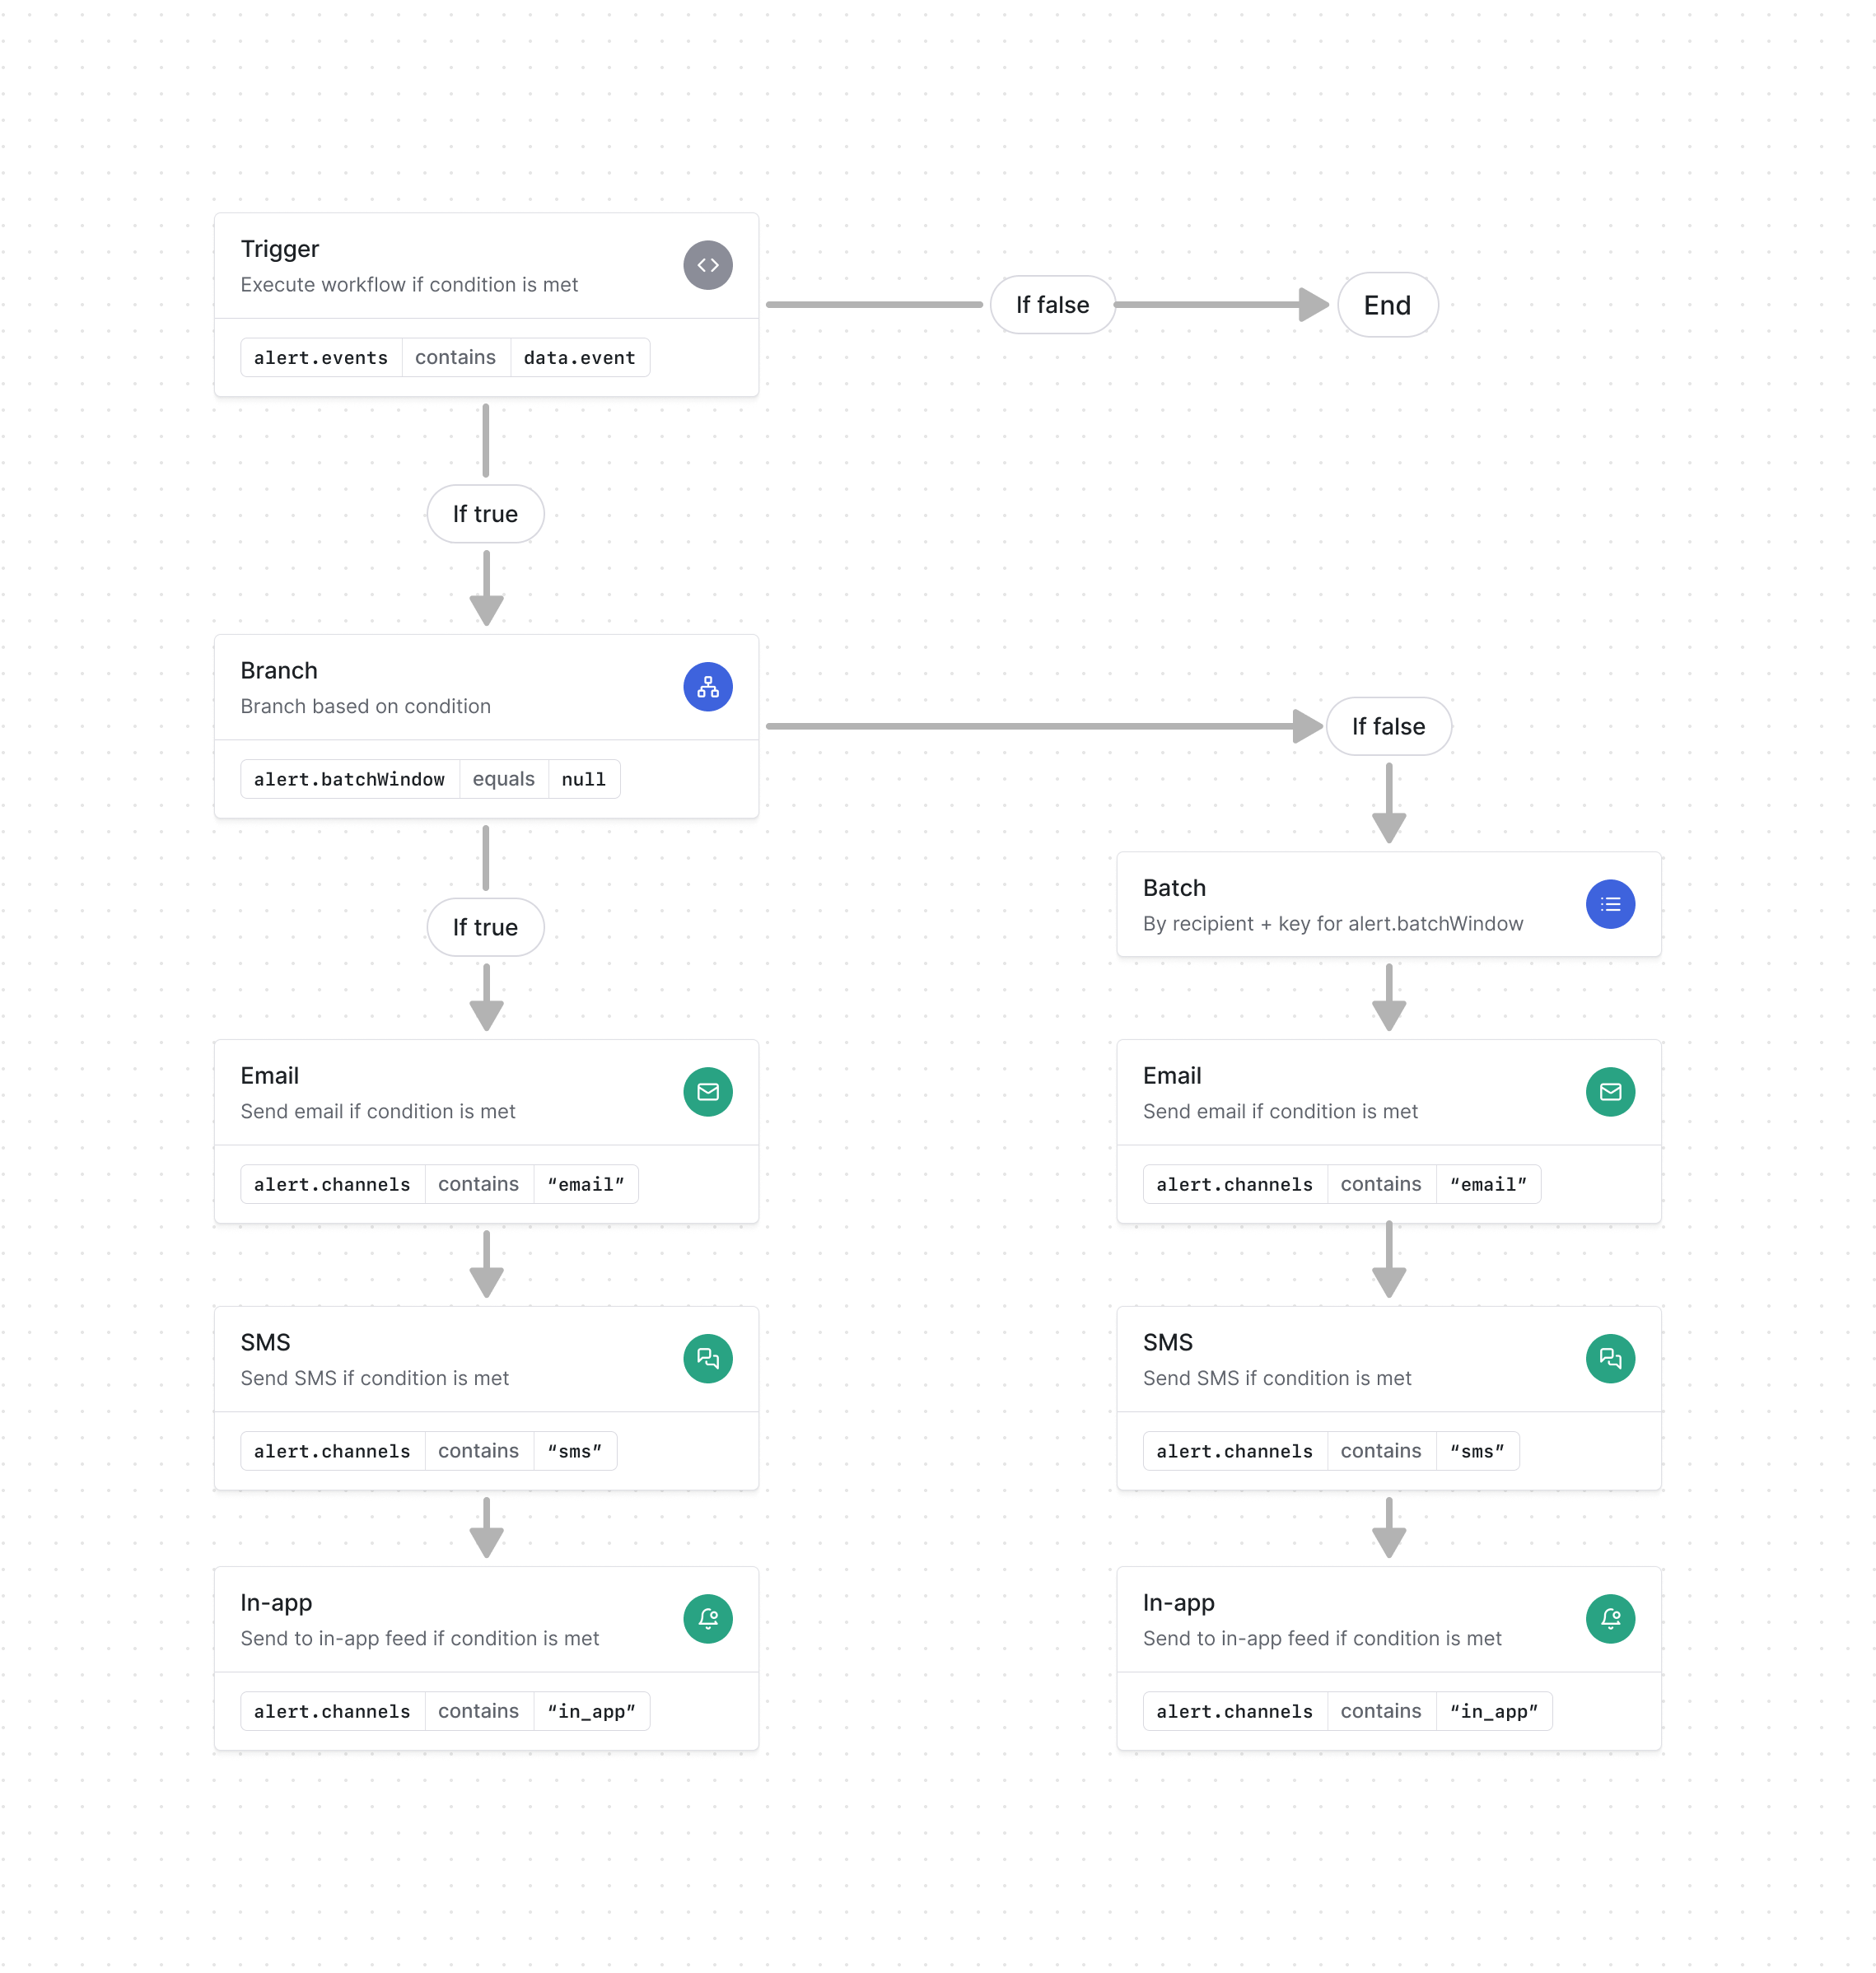 Trigger
Execute workflow if condition is met
alert.events contains data.event
If false
End
If true
Branch
Branch based on condition
alert.batchWindow equals null
If false
If true
Batch
By recipient + key for alert.batchWindow
Email
Send email if condition is met
alert.channels contains “email”
SMS
Send SMS if condition is met
alert.channels contains “sms”
In-app
Send to in-app feed if condition is met
alert.channels contains “in_app”
Email
Send email if condition is met
alert.channels contains “email”
SMS
Send SMS if condition is met
alert.channels contains “sms”
In-app
Send to in-app feed if condition is met
alert.channels contains “in_app”